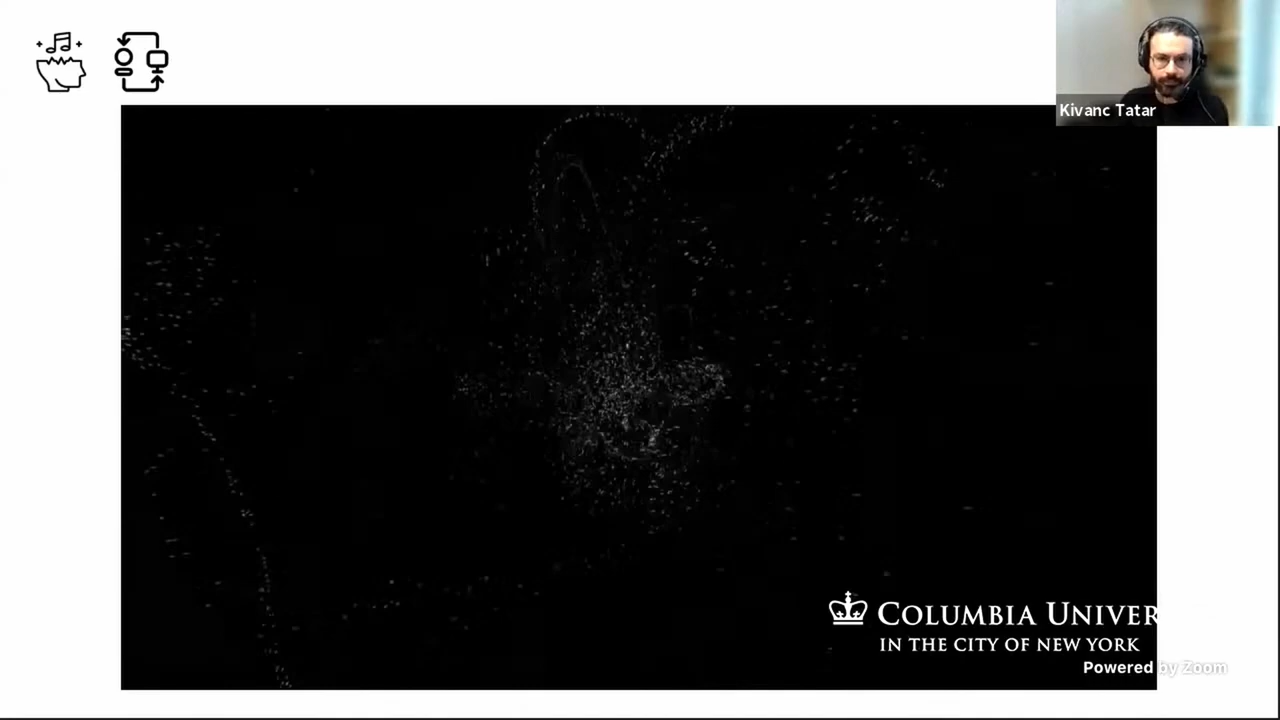 Kivanc Tatar
COLUMBIA UNIVER
IN THE CITY OF NEW YORK
Powered by Zoom